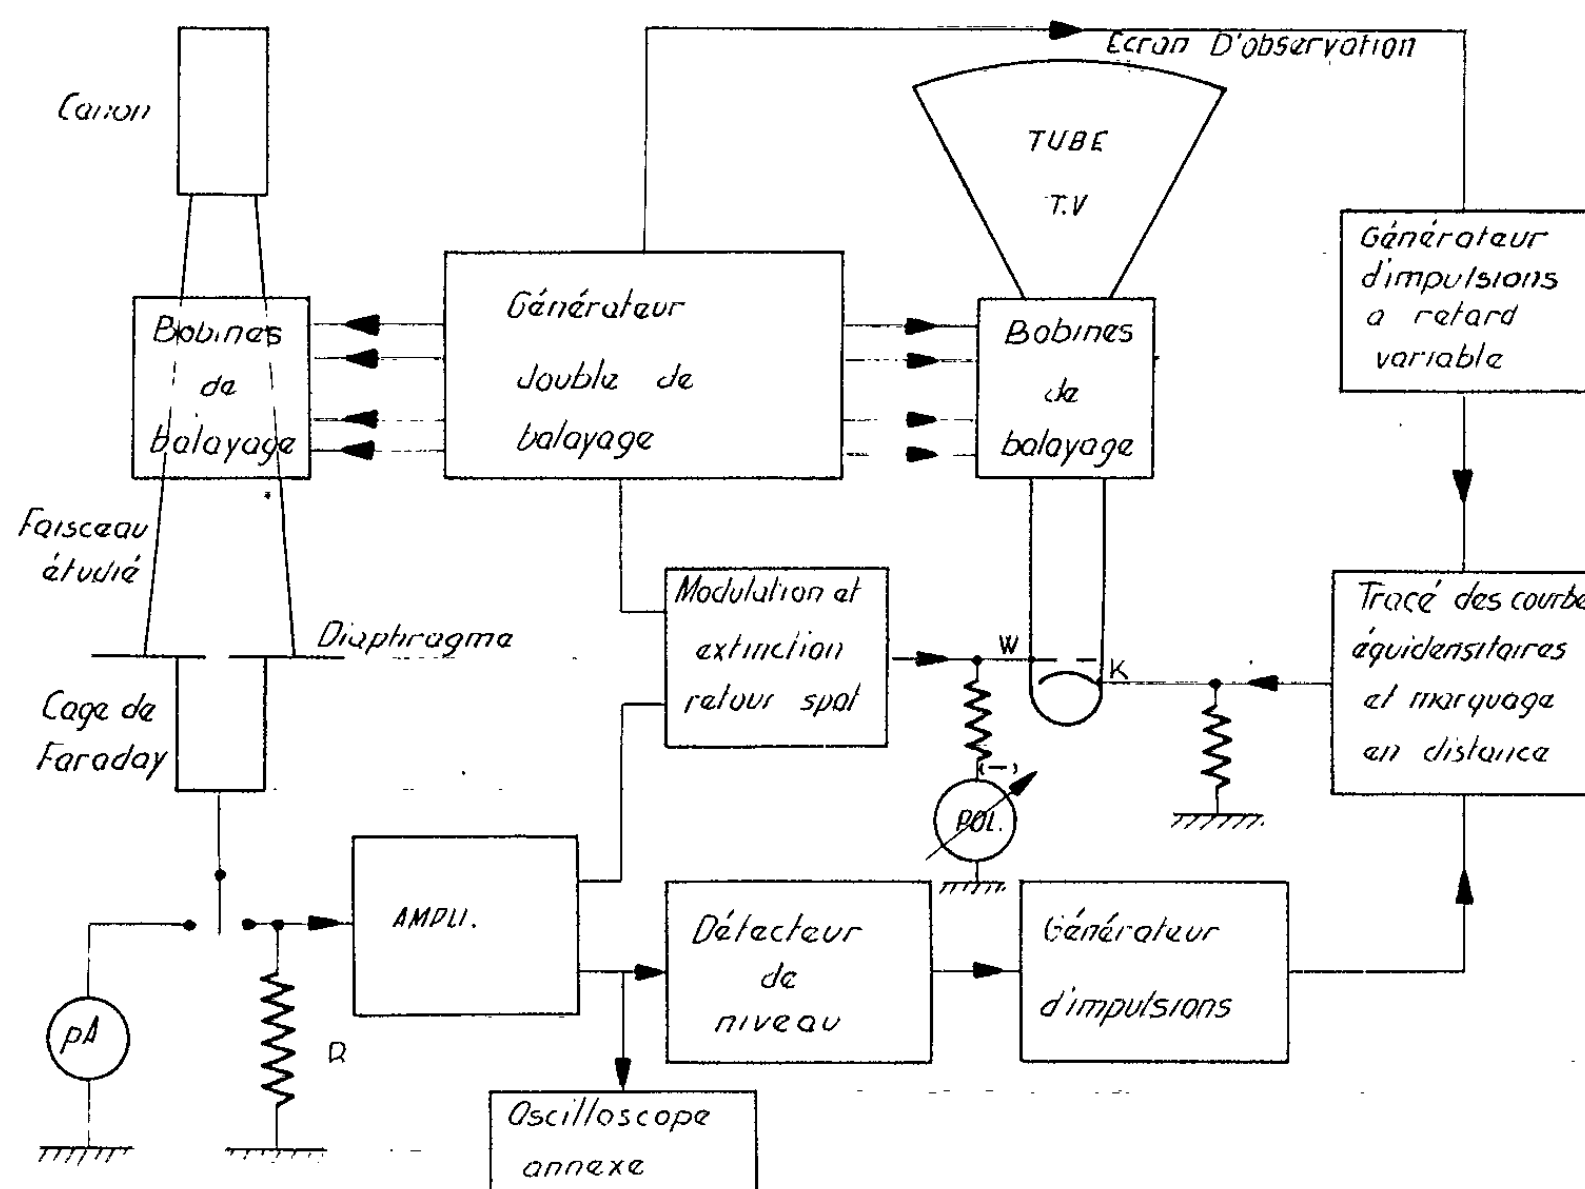 Ecran D'observation
Canon
TUBE
T.V
Générateur
d'impulsions
a retard
variable
Bobines
de
balayage
Générateur
double de
balayage
Bobines
de
balayage
Faisceau
étudié
Diaphragme
Modulation et
extinction
retour spot
W
K
Tracé des courbe
équidensitaires
et marquage
en distance
Cage de
Faraday
(-)
POL.
AMPLI.
Détecteur
de
niveau
Générateur
d'impulsions
pA
R
Oscilloscope
annexe